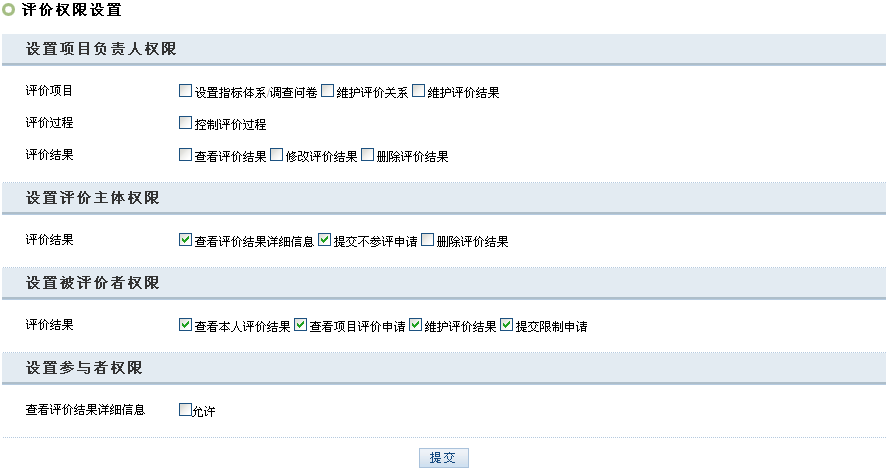 评价权限设置
设置项目负责人权限
评价项目 设置指标体系/调查问卷 维护评价关系 维护评价结果
评价过程 控制评价过程
评价结果 查看评价结果 修改评价结果 删除评价结果
设置评价主体权限
评价结果 查看评价结果详细信息 提交不参评申请 删除评价结果
设置被评价者权限
评价结果 查看本人评价结果 查看项目评价申请 维护评价结果 提交限制申请
设置参与者权限
查看评价结果详细信息 允许
提交